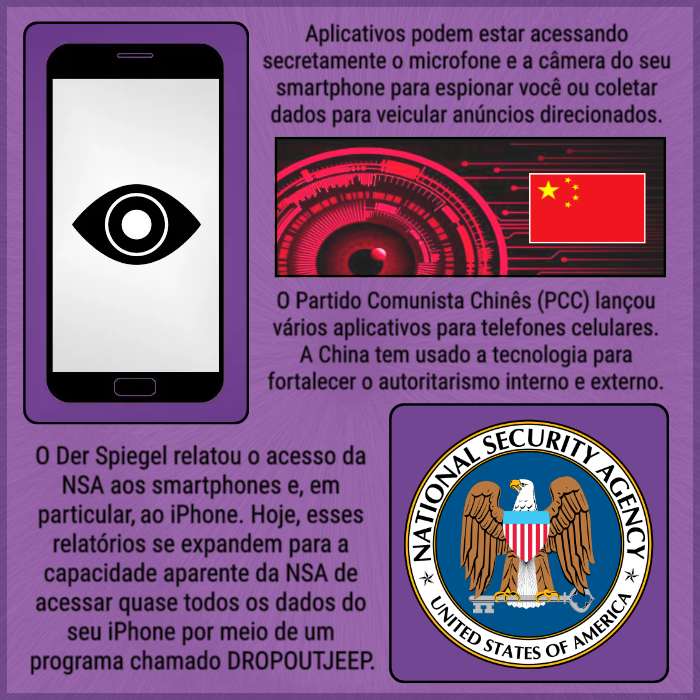 Aplicativos podem estar acessando
secretamente o microfone e a câmera do seu
smartphone para espionar você ou coletar
dados para veicular anúncios direcionados.
O Partido Comunista Chinês (PCC) lançou
vários aplicativos para telefones celulares.
A China tem usado a tecnologia para
fortalecer o autoritarismo interno e externo.
O Der Spiegel relatou o acesso da
NSA aos smartphones e, em
particular, ao iPhone. Hoje, esses
relatórios se expandem para a
capacidade aparente da NSA de
acessar quase todos os dados do
seu iPhone por meio de um
programa chamado DROPOUTJEEP.
NATIONAL SECURITY AGENCY
UNITED STATES OF AMERICA